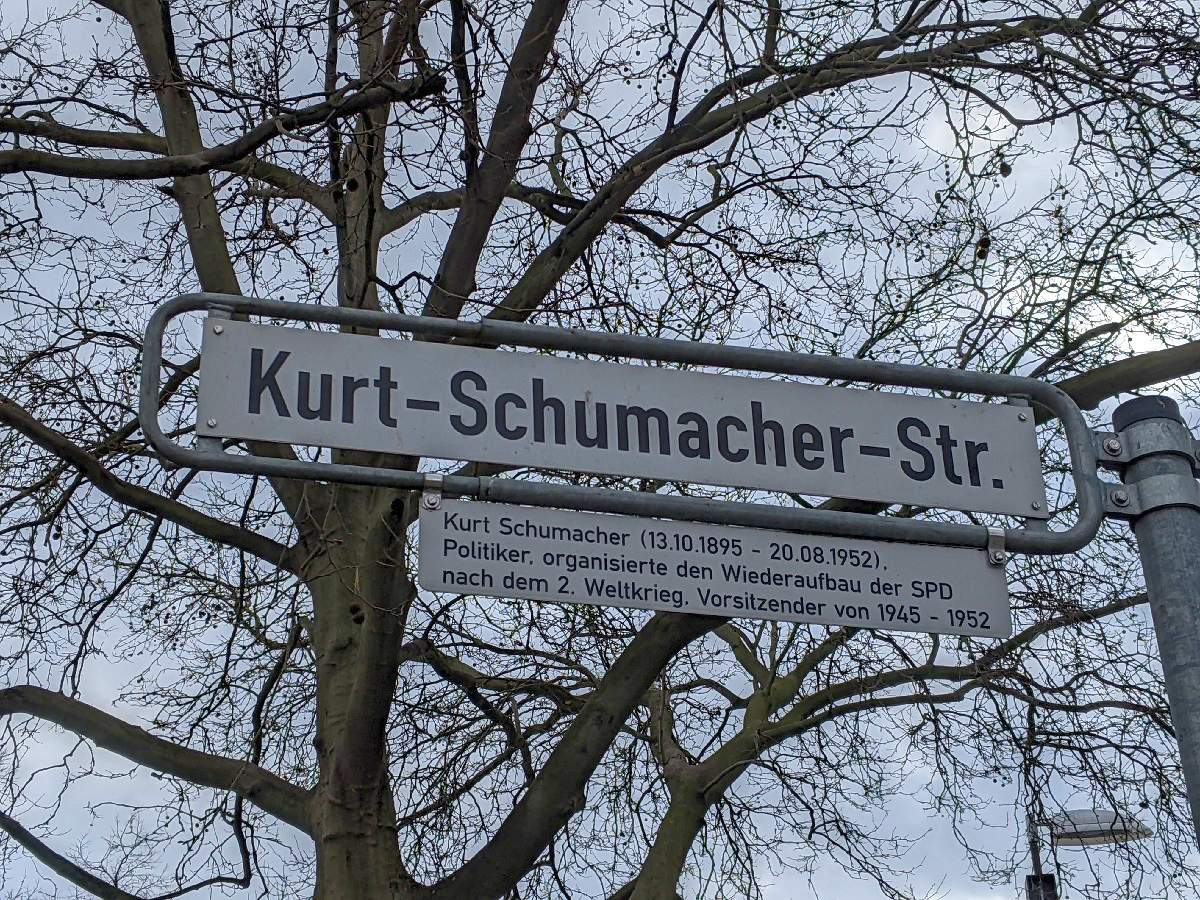 Kurt-Schumacher-Str.
Kurt Schumacher (13.10.1895 - 20.08.1952),
Politiker, organisierte den Wiederaufbau der SPD
nach dem 2. Weltkrieg, Vorsitzender von 1945 - 1952